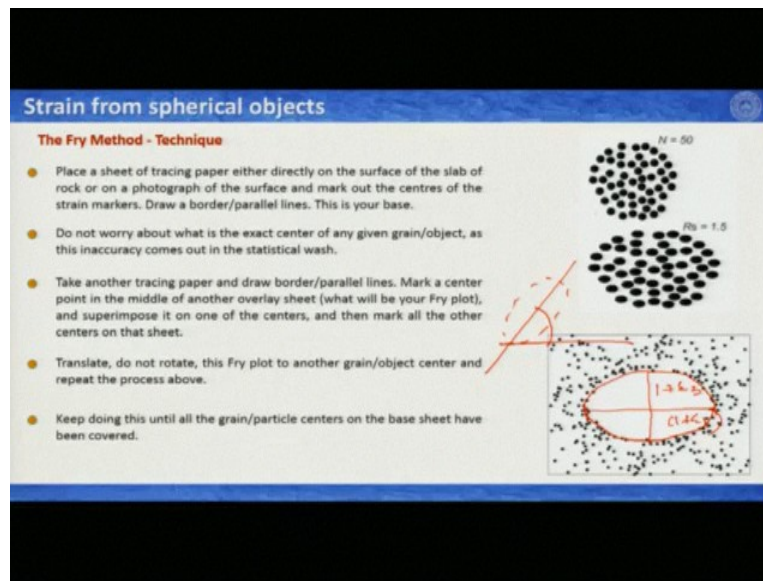 Strain from spherical objects
The Fry Method - Technique
Place a sheet of tracing paper either directly on the surface of the slab of
rock or on a photograph of the surface and mark out the centres of the
strain markers. Draw a border/parallel lines. This is your base.
Do not worry about what is the exact center of any given grain/object, as
this inaccuracy comes out in the statistical wash.
Take another tracing paper and draw border/parallel lines. Mark a center
point in the middle of another overlay sheet (what will be your Fry plot),
and superimpose it on one of the centers, and then mark all the other
centers on that sheet.
Translate, do not rotate, this Fry plot to another grain/object center and
repeat the process above.
Keep doing this until all the grain/particle centers on the base sheet have
been covered.
N = 50
Rs = 1.5